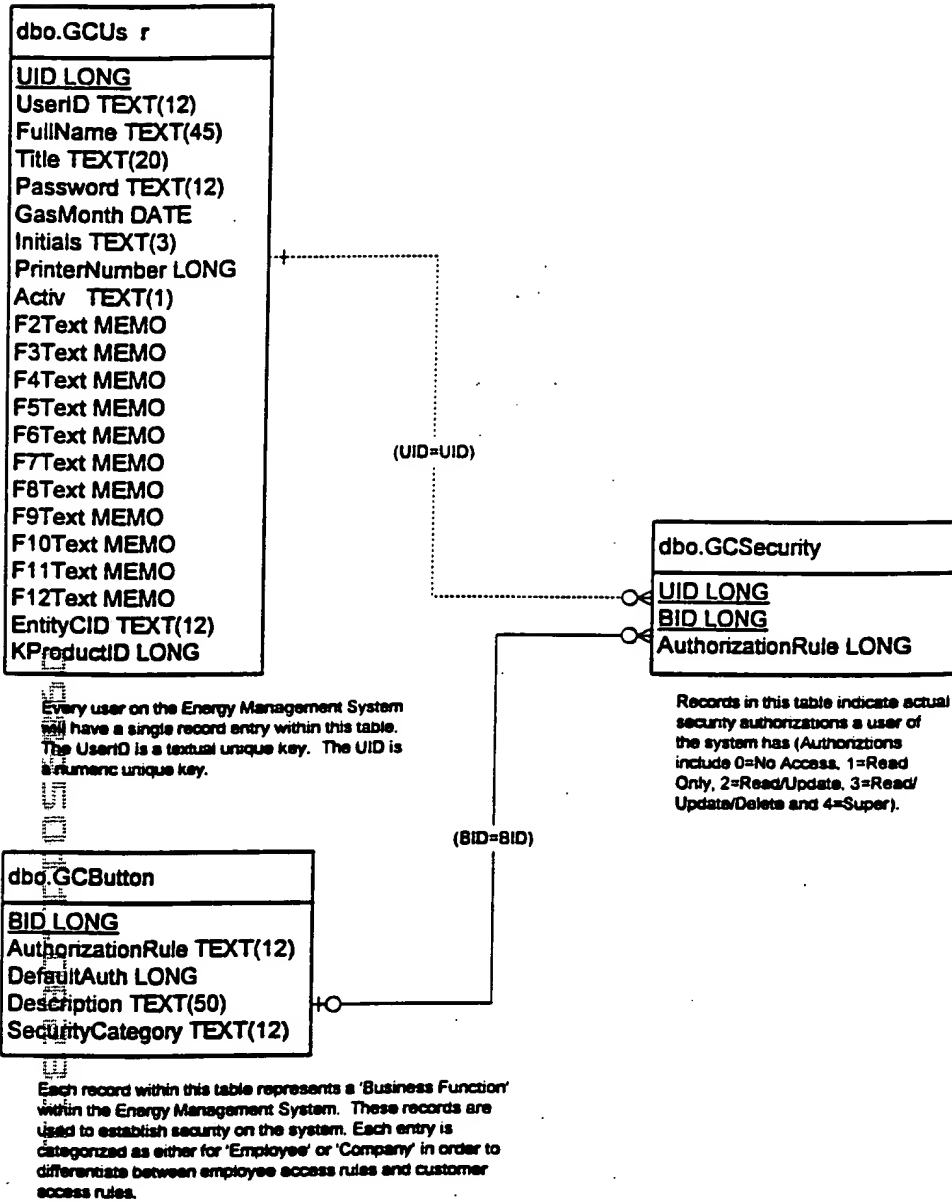 dbo.GCUs r
UID LONG
UserID TEXT(12)
FullName TEXT(45)
Title TEXT(20)
Password TEXT(12)
GasMonth DATE
Initials TEXT(3)
PrinterNumber LONG
Activ TEXT(1)
F2Text MEMO
F3Text MEMO
F4Text MEMO
F5Text MEMO
F6Text MEMO
F7Text MEMO
F8Text MEMO
F9Text MEMO
F10Text MEMO
F11Text MEMO
F12Text MEMO
EntityCID TEXT(12)
KProductID LONG
Every user on the Energy Management System
will have a single record entry within this table.
The UserID is a textual unique key. The UID is
a numeric unique key.
(UID=UID)
dbo.GCSecurity
UID LONG
BID LONG
AuthorizationRule LONG
Records in this table indicate actual
security authorizations a user of
the system has (Authoriztions
include 0=No Access, 1=Read
Only, 2=Read/Update, 3=Read/
Update/Delete and 4=Super).
(BID=BID)
dbo.GCButton
BID LONG
AuthorizationRule TEXT(12)
DefaultAuth LONG
Description TEXT(50)
SecurityCategory TEXT(12)
Each record within this table represents a 'Business Function'
within the Energy Management System. These records are
used to establish security on the system. Each entry is
categorized as either for 'Employee' or 'Company' in order to
differentiate between employee access rules and customer
access rules.